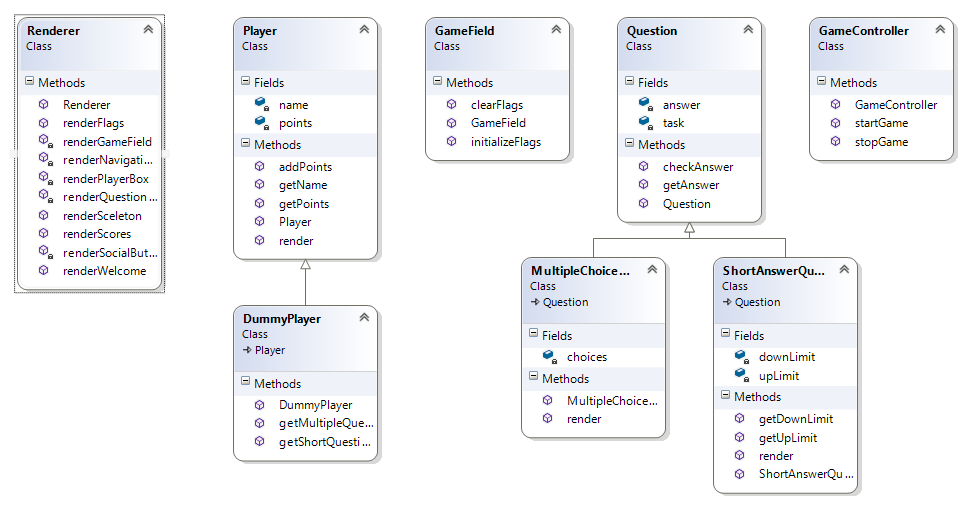 Renderer
Class
Methods
Renderer
renderFlags
renderGameField
renderNavigati...
renderPlayerBox
renderQuestion...
renderSceleton
renderScores
renderSocialBut...
renderWelcome
Player
Class
Fields
name
points
Methods
addPoints
getName
getPoints
Player
render
DummyPlayer
Class
Player
Methods
DummyPlayer
getMultipleQue...
getShortQuesti...
GameField
Class
Methods
clearFlags
GameField
initializeFlags
Question
Class
Fields
answer
task
Methods
checkAnswer
getAnswer
Question
MultipleChoice...
Class
Question
Fields
choices
Methods
MultipleChoice...
render
ShortAnswerQu...
Class
Question
Fields
downLimit
upLimit
Methods
getDownLimit
getUpLimit
render
ShortAnswerQu...
GameController
Class
Methods
GameController
startGame
stopGame